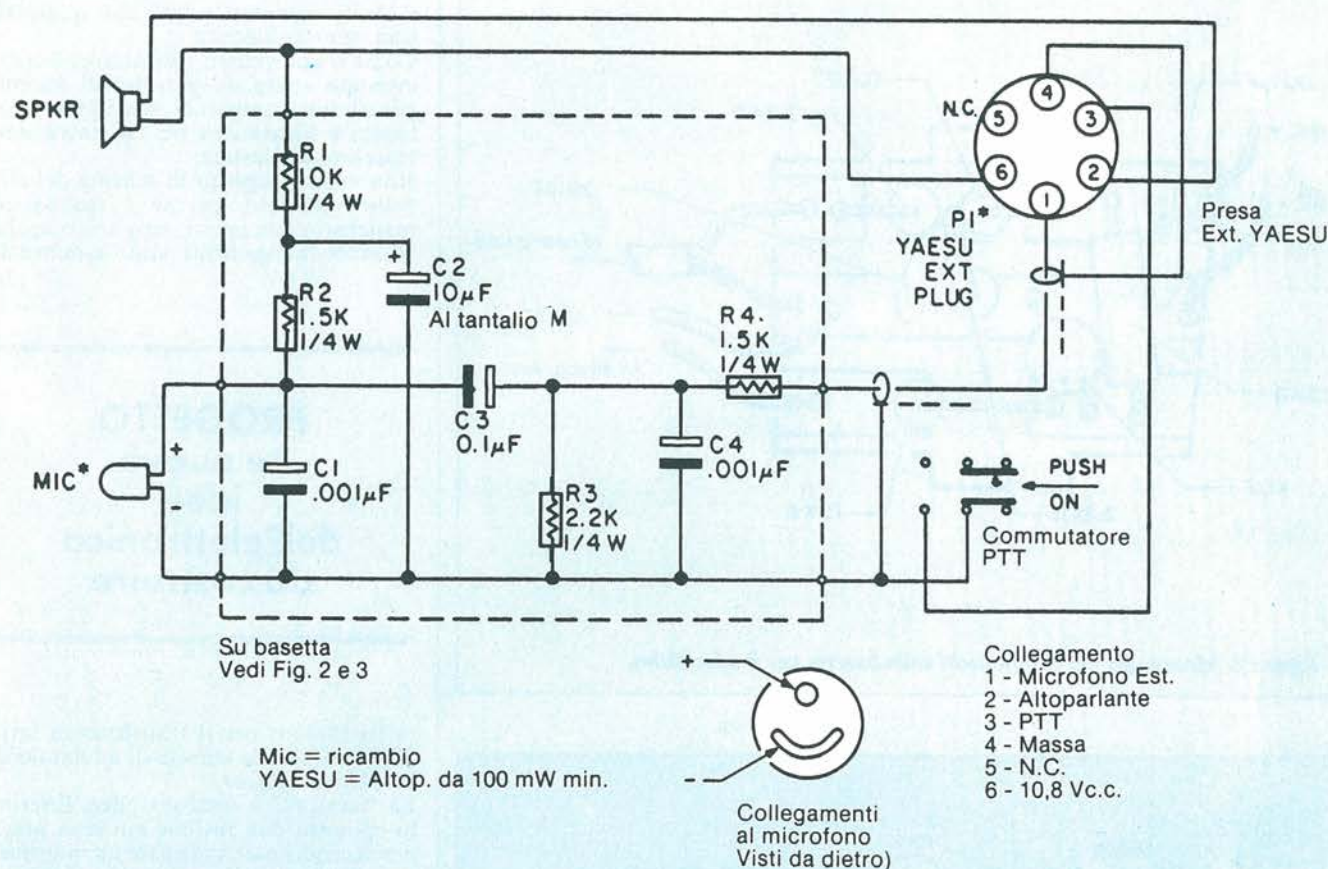 SPKR
R1
10K
1/4 W
C2
10µF
Al tantalio M
R2
1.5K
1/4 W
MIC*
+
-
C1
.001µF
C3
0.1µF
R3
2.2K
1/4 W
C4
.001µF
R4.
1.5K
1/4 W
N.C.
5
4
3
6
1
2
P1*
YAESU
EXT
PLUG
Presa
Ext. YAESU
PUSH
ON
Commutatore
PTT
Su basetta
Vedi Fig. 2 e 3
Mic = ricambio
YAESU = Altop. da 100 mW min.
+
-
Collegamenti
al microfono
Visti da dietro)
Collegamento
1 - Microfono Est.
2 - Altoparlante
3 - PTT
4 - Massa
5 - N.C.
6 - 10,8 Vc.c.